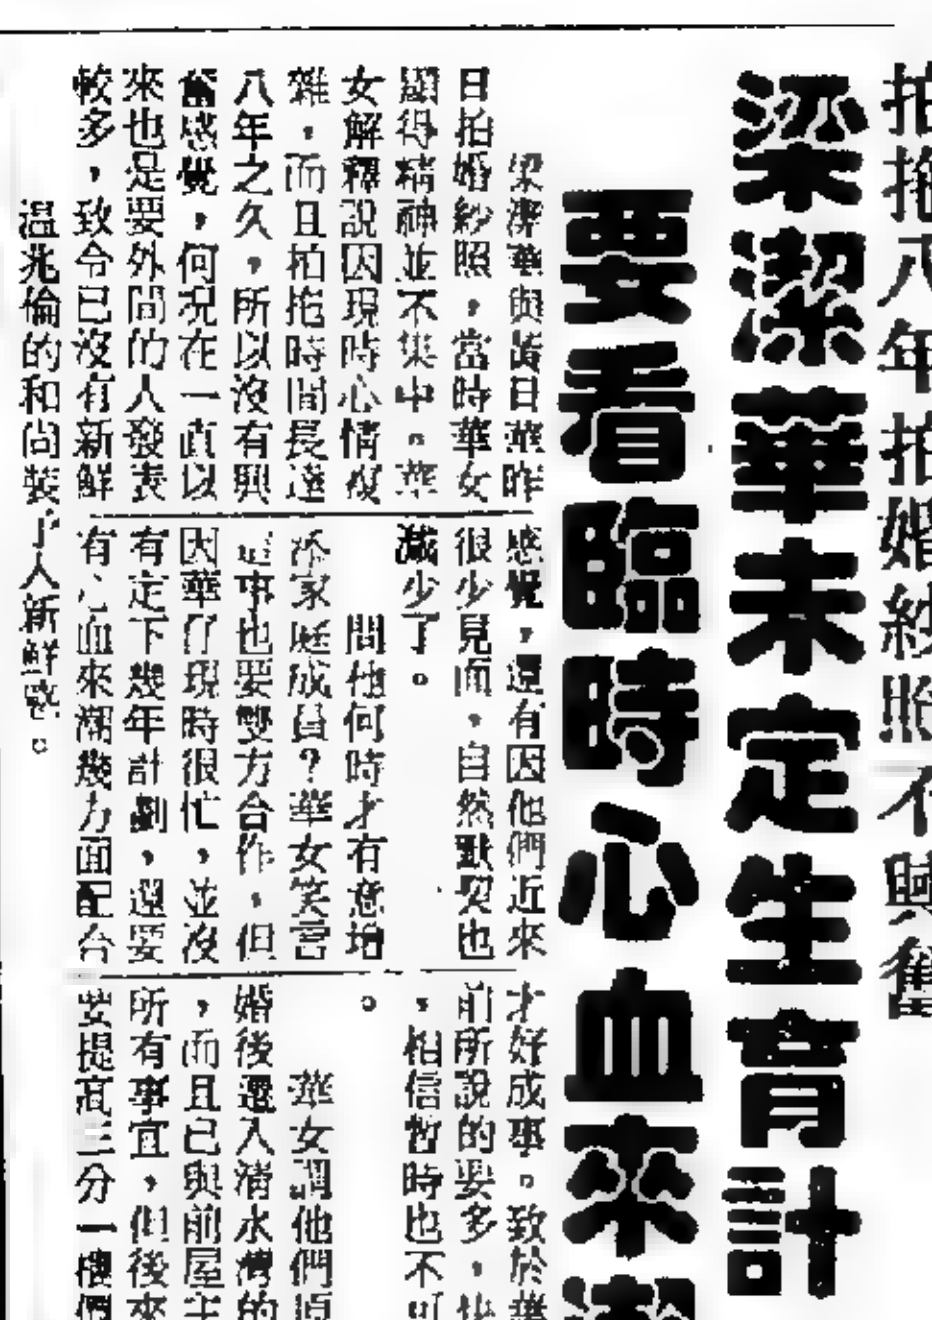 拍拖八年拍婚紗照不興奮
梁潔華未定生育計
要看臨時心血來潮
梁潔華與黃日華昨
日拍婚紗照，當時華女
顯得精神並不集中。華
女解釋說因現時心情複
雜，而且拍拖時間長達
八年之久，所以沒有興
奮感覺，何況在一直以
來也是要外間的人發表
較多，致令已沒有新鮮
感覺，還有因他們近來
很少見面，自然默契也
減少了。
問他何時才有意增
添家庭成員？華女笑言
這事也要雙方合作，但
因華仔現時很忙，並沒
有定下幾年計劃，還要
有心血來潮幾方面配合
才好成事。致於華
前所說的要多，也
，相信暫時也不可
。
華女謂他們
婚後遷入清水灣的
，而且已與前屋主
所有事宜，但後來
要提高三分一樓價
温兆倫的和尚裝予人新鮮感。